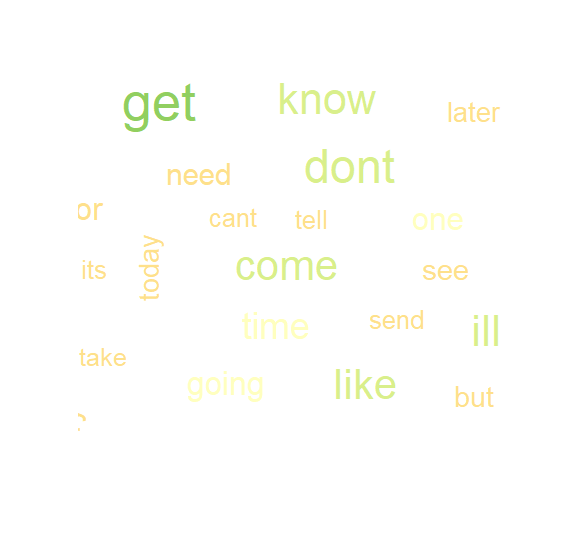 get
know
later
dont
need
or
cant
tell
one
its
today
come
see
time
send
ill
take
going
like
but